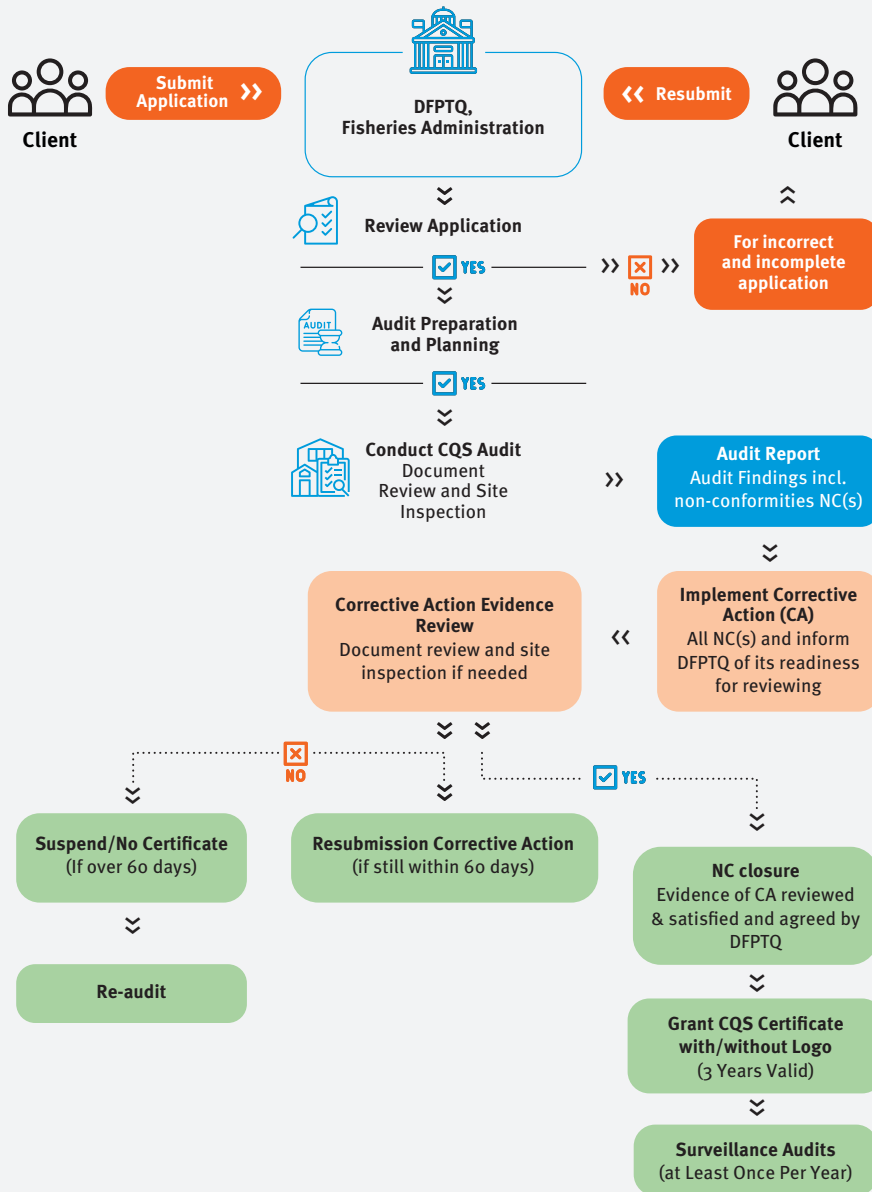 Client
Submit
Application
DFPTQ,
Fisheries Administration
Resubmit
Client
Review Application
YES
NO
For incorrect
and incomplete
application
AUDIT
Audit Preparation
and Planning
YES
Conduct CQS Audit
Document
Review and Site
Inspection
Audit Report
Audit Findings incl.
non-conformities NC(s)
Implement Corrective
Action (CA)
All NC(s) and inform
DFPTQ of its readiness
for reviewing
Corrective Action Evidence
Review
Document review and site
inspection if needed
NO
YES
Suspend/No Certificate
(If over 60 days)
Resubmission Corrective Action
(if still within 60 days)
NC closure
Evidence of CA reviewed
& satisfied and agreed by
DFPTQ
Re-audit
Grant CQS Certificate
with/without Logo
(3 Years Valid)
Surveillance Audits
(at Least Once Per Year)